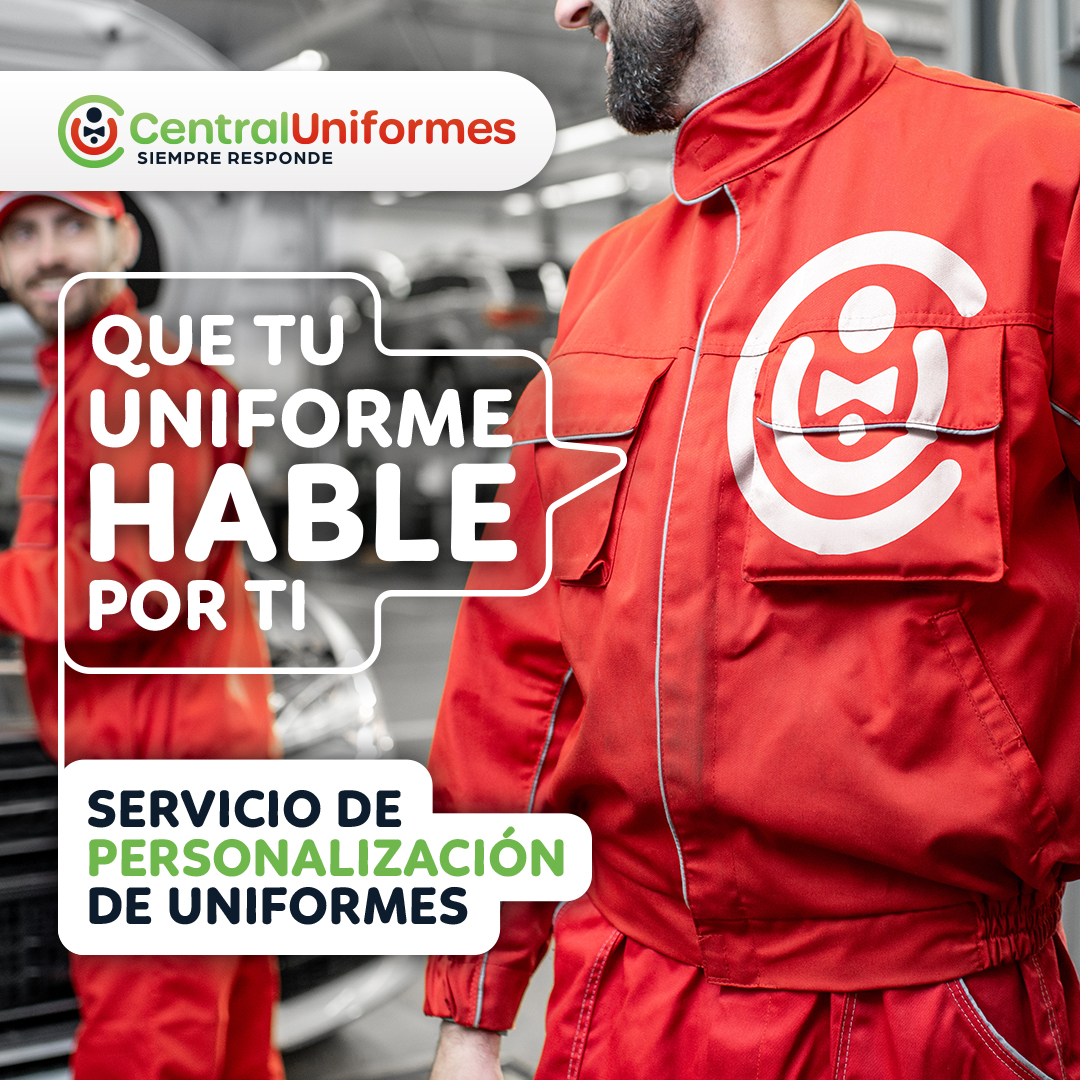 CentralUniformes
SIEMPRE RESPONDE
QUE TU
UNIFORME
HABLE
POR TI
SERVICIO DE
PERSONALIZACIÓN
DE UNIFORMES